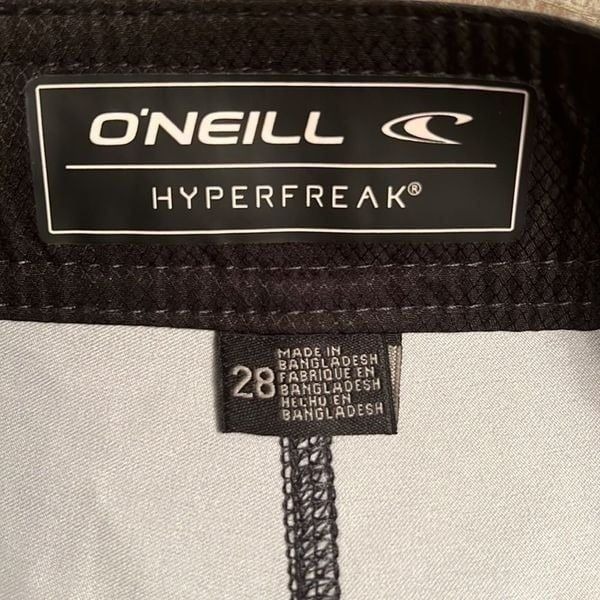 O'NEILL
HYPERFREAK®
28
MADE IN
BANGLADESH
FABRIQUE EN
BANGLADESH
HECHO EN
BANGLADESH